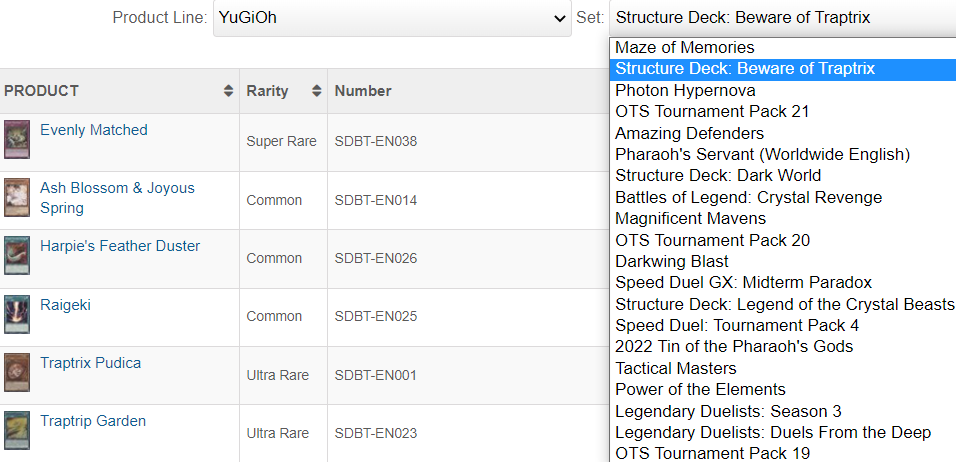 Product Line: YuGiOh Set: Structure Deck: Beware of Traptrix
PRODUCT Rarity Number
Evenly Matched Super Rare SDBT-EN038
Ash Blossom & Joyous
Spring Common SDBT-EN014
Harpie's Feather Duster Common SDBT-EN026
Raigeki Common SDBT-EN025
Traptrix Pudica Ultra Rare SDBT-EN001
Traptrip Garden Ultra Rare SDBT-EN023
Maze of Memories
Structure Deck: Beware of Traptrix
Photon Hypernova
OTS Tournament Pack 21
Amazing Defenders
Pharaoh's Servant (Worldwide English)
Structure Deck: Dark World
Battles of Legend: Crystal Revenge
Magnificent Mavens
OTS Tournament Pack 20
Darkwing Blast
Speed Duel GX: Midterm Paradox
Structure Deck: Legend of the Crystal Beasts
Speed Duel: Tournament Pack 4
2022 Tin of the Pharaoh's Gods
Tactical Masters
Power of the Elements
Legendary Duelists: Season 3
Legendary Duelists: Duels From the Deep
OTS Tournament Pack 19